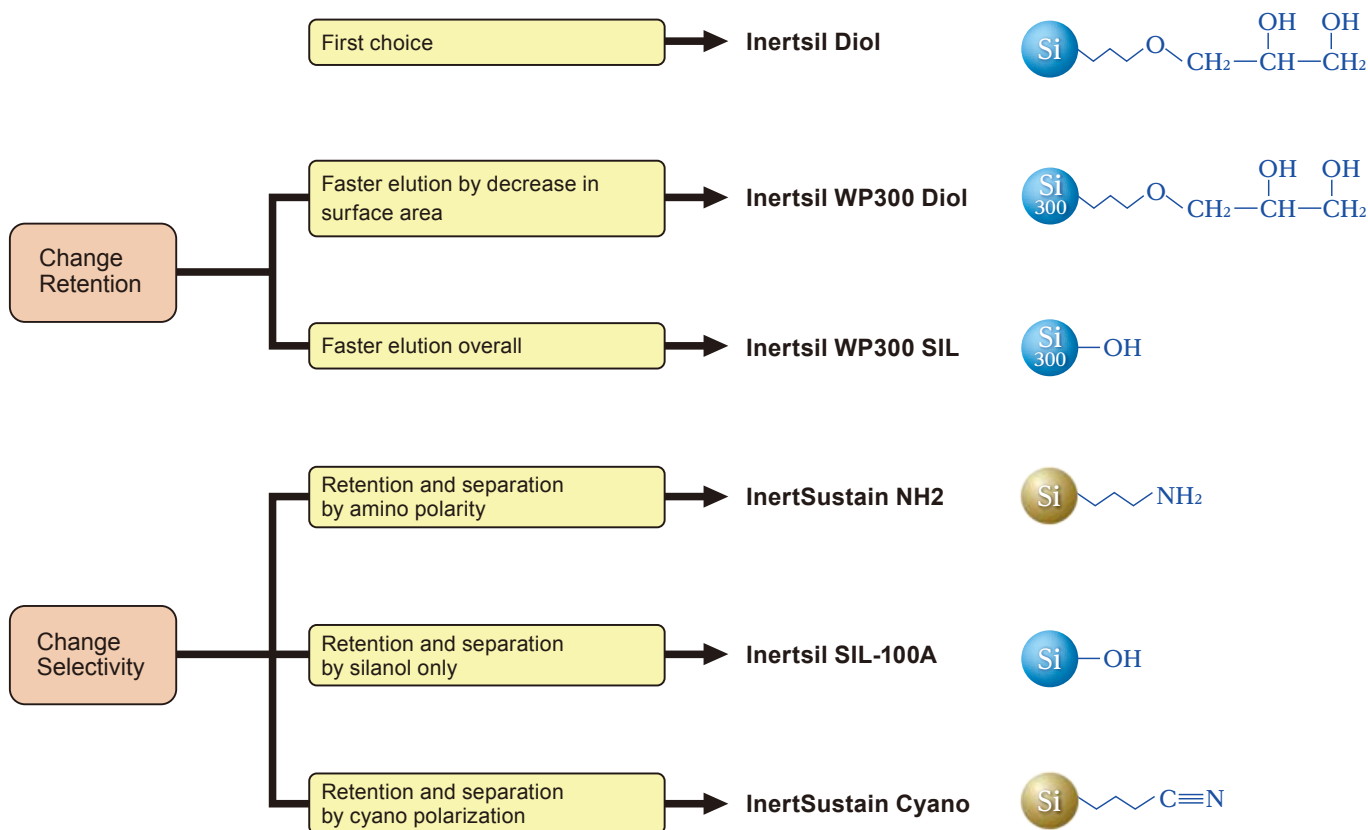 First choice
Inertsil Diol
Si
O
CH₂
CH
CH₂
OH
OH
Change
Retention
Faster elution by decrease in
surface area
Inertsil WP300 Diol
Si
300
O
CH₂
CH
CH₂
OH
OH
Faster elution overall
Inertsil WP300 SIL
Si
300
OH
Change
Selectivity
Retention and separation
by amino polarity
InertSustain NH2
Si
NH₂
Retention and separation
by silanol only
Inertsil SIL-100A
Si
OH
Retention and separation
by cyano polarization
InertSustain Cyano
Si
C≡N